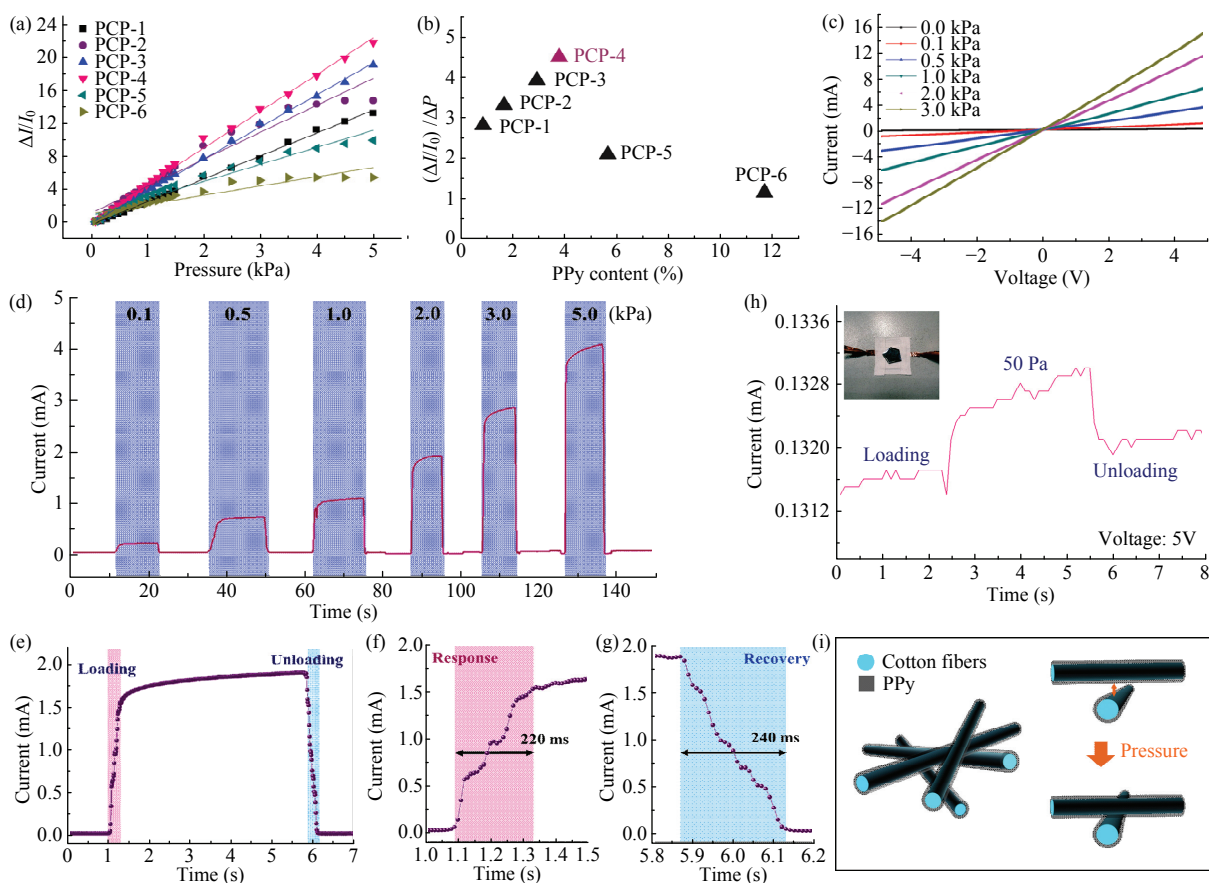 (a)
ΔI/I0
24
20
16
12
8
4
0
PCP-1
PCP-2
PCP-3
PCP-4
PCP-5
PCP-6
0 1 2 3 4 5
Pressure (kPa)
(b)
(ΔI/I0) /ΔP
5
4
3
2
1
0
PCP-4
PCP-3
PCP-2
PCP-1
PCP-5
PCP-6
0 2 4 6 8 10 12
PPy content (%)
(c)
Current (mA)
16
12
8
4
0
−4
−8
−12
−16
0.0 kPa
0.1 kPa
0.5 kPa
1.0 kPa
2.0 kPa
3.0 kPa
−4 −2 0 2 4
Voltage (V)
(d)
Current (mA)
5
4
3
2
1
0
0.1 0.5 1.0 2.0 3.0 5.0 (kPa)
0 20 40 60 80 100 120 140
Time (s)
(h)
Current (mA)
0.1336
0.1328
0.1320
0.1312
50 Pa
Loading
Unloading
Voltage: 5V
0 1 2 3 4 5 6 7 8
Time (s)
(e)
Current (mA)
2.0
1.5
1.0
0.5
0.0
Loading
Unloading
0 1 2 3 4 5 6 7
Time (s)
(f)
Current (mA)
2.0
1.5
1.0
0.5
0.0
Response
220 ms
1.0 1.1 1.2 1.3 1.4 1.5
Time (s)
(g)
Current (mA)
2.0
1.5
1.0
0.5
0.0
Recovery
240 ms
5.8 5.9 6.0 6.1 6.2
Time (s)
(i)
Cotton fibers
PPy
Pressure